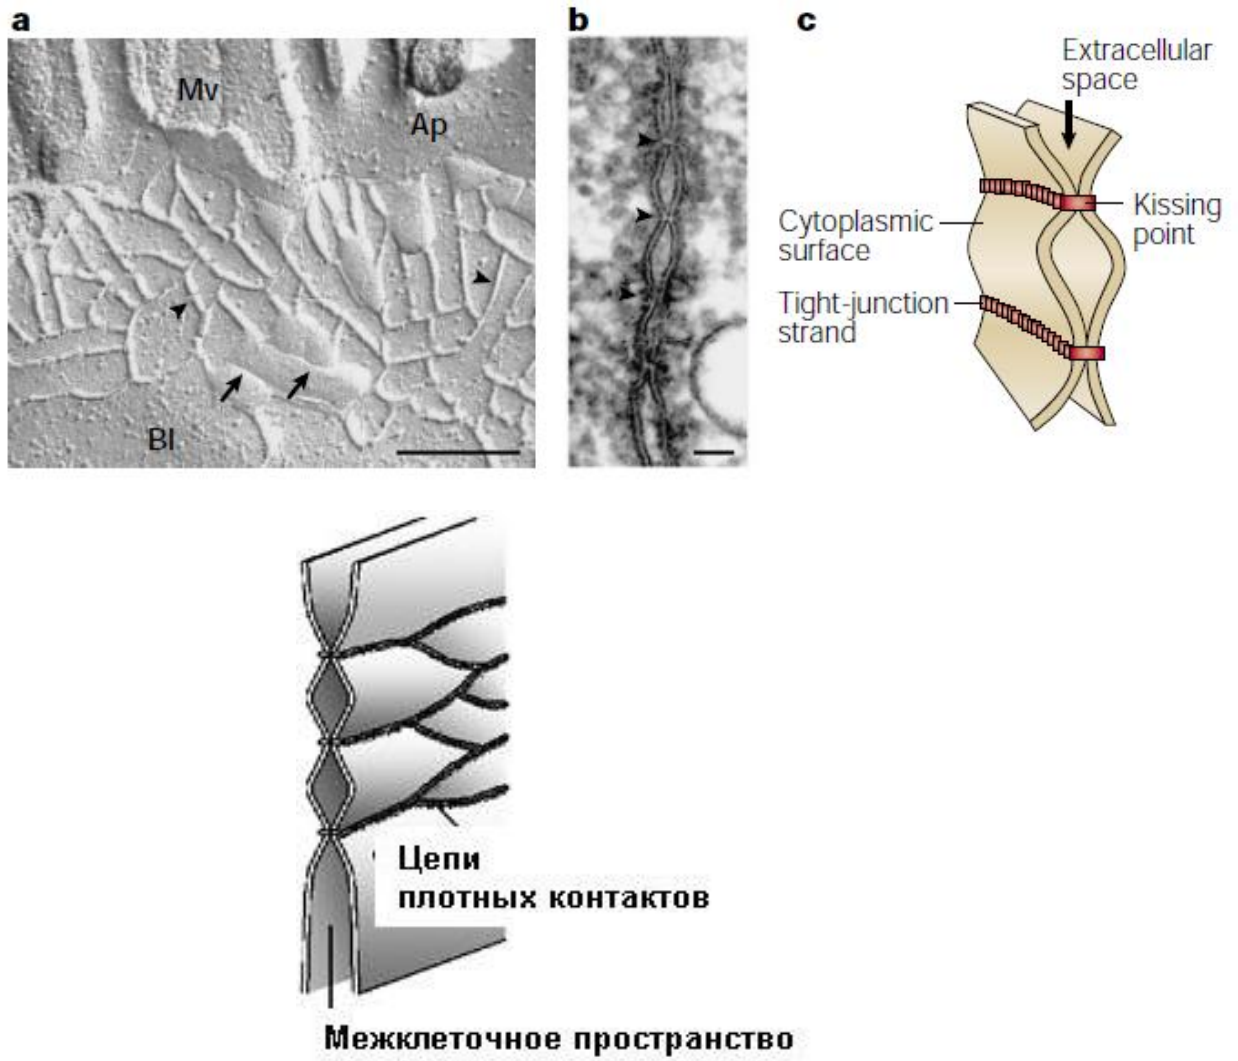 a
b
c
Mv
Ap
Bl
Extracellular
space
Cytoplasmic
surface
Kissing
point
Tight-junction
strand
Цепи
плотных контактов
Межклеточное пространство